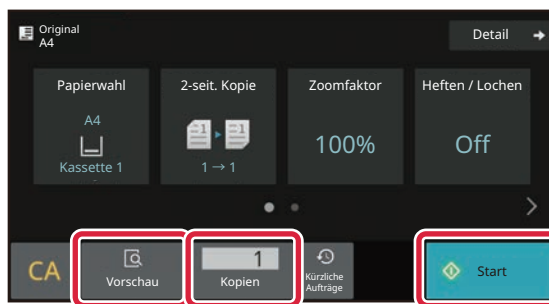 Original
A4
Detail
Papierwahl
2-seit. Kopie
Zoomfaktor
Heften / Lochen
A4
Kassette 1
1 → 1
100%
Off
CA
Vorschau
1
Kopien
Kürzliche
Aufträge
Start